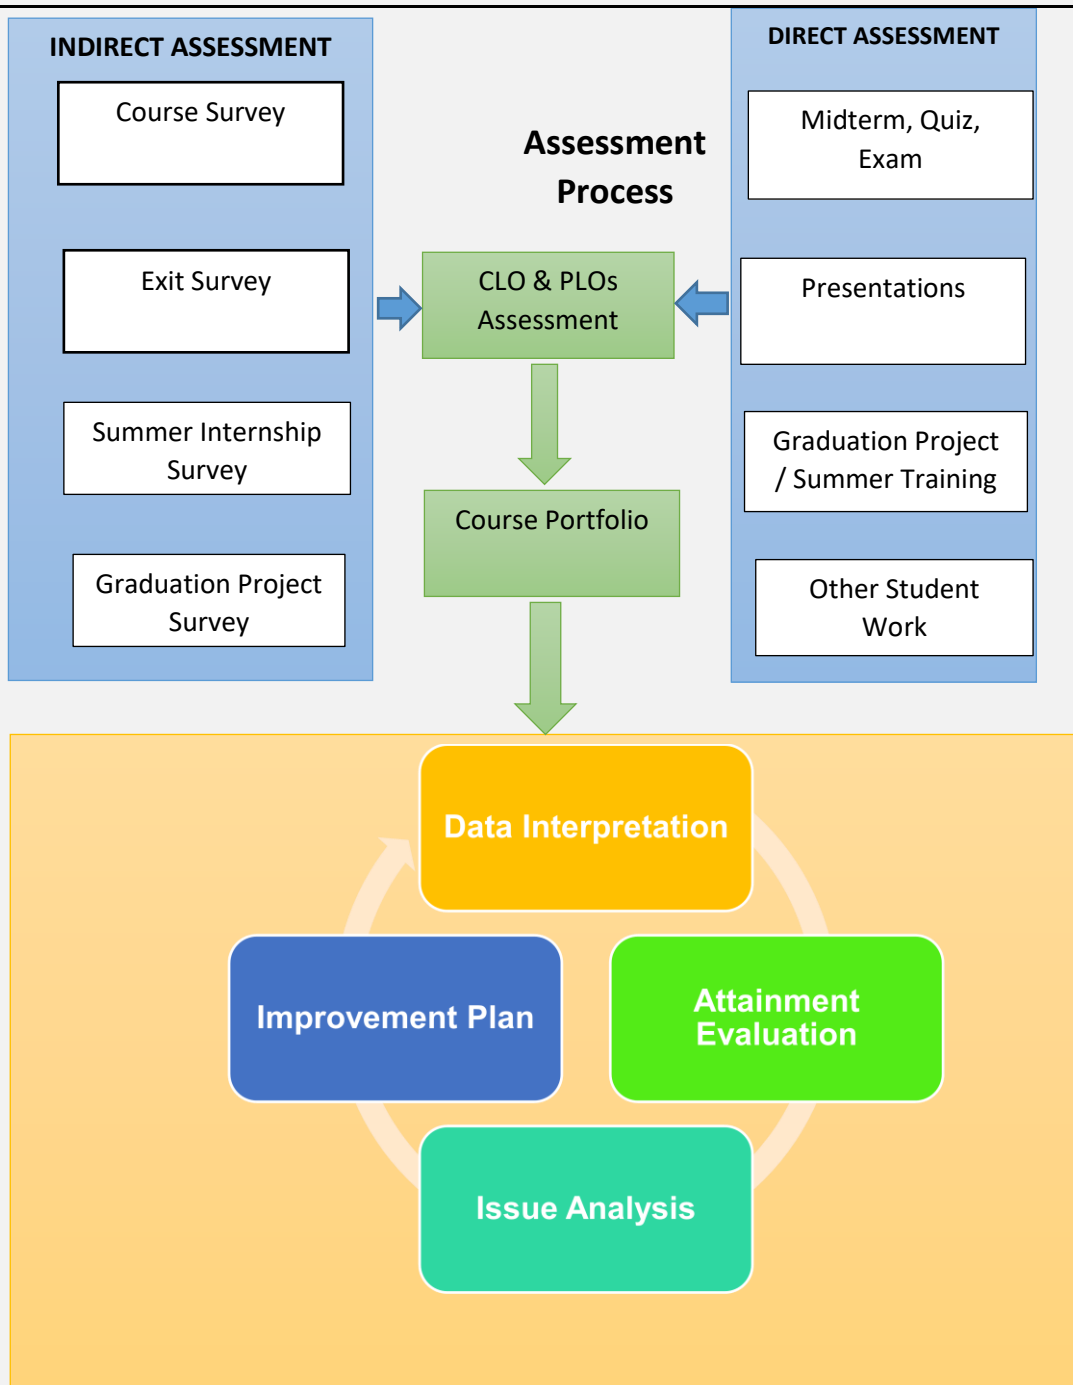 INDIRECT ASSESSMENT
Course Survey
Exit Survey
Summer Internship
Survey
Graduation Project
Survey
Assessment
Process
CLO & PLOs
Assessment
Course Portfolio
DIRECT ASSESSMENT
Midterm, Quiz,
Exam
Presentations
Graduation Project
/ Summer Training
Other Student
Work
Data Interpretation
Attainment
Evaluation
Issue Analysis
Improvement Plan